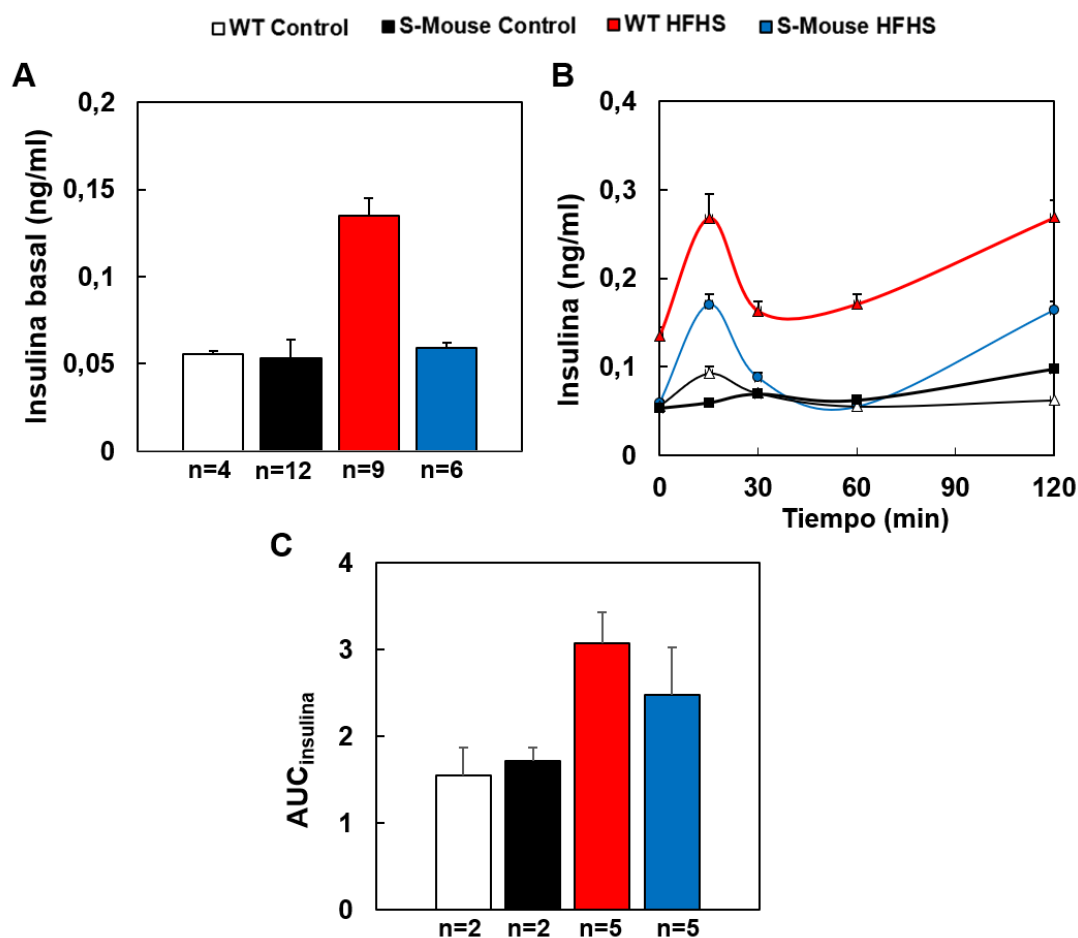 WT Control S-Mouse Control WT HFHS S-Mouse HFHS
A
Insulina basal (ng/ml)
0,2
0,15
0,1
0,05
0
n=4 n=12 n=9 n=6
B
Insulina (ng/ml)
0,4
0,3
0,2
0,1
0
0 30 60 90 120
Tiempo (min)
C
AUCinsulina
4
3
2
1
0
n=2 n=2 n=5 n=5